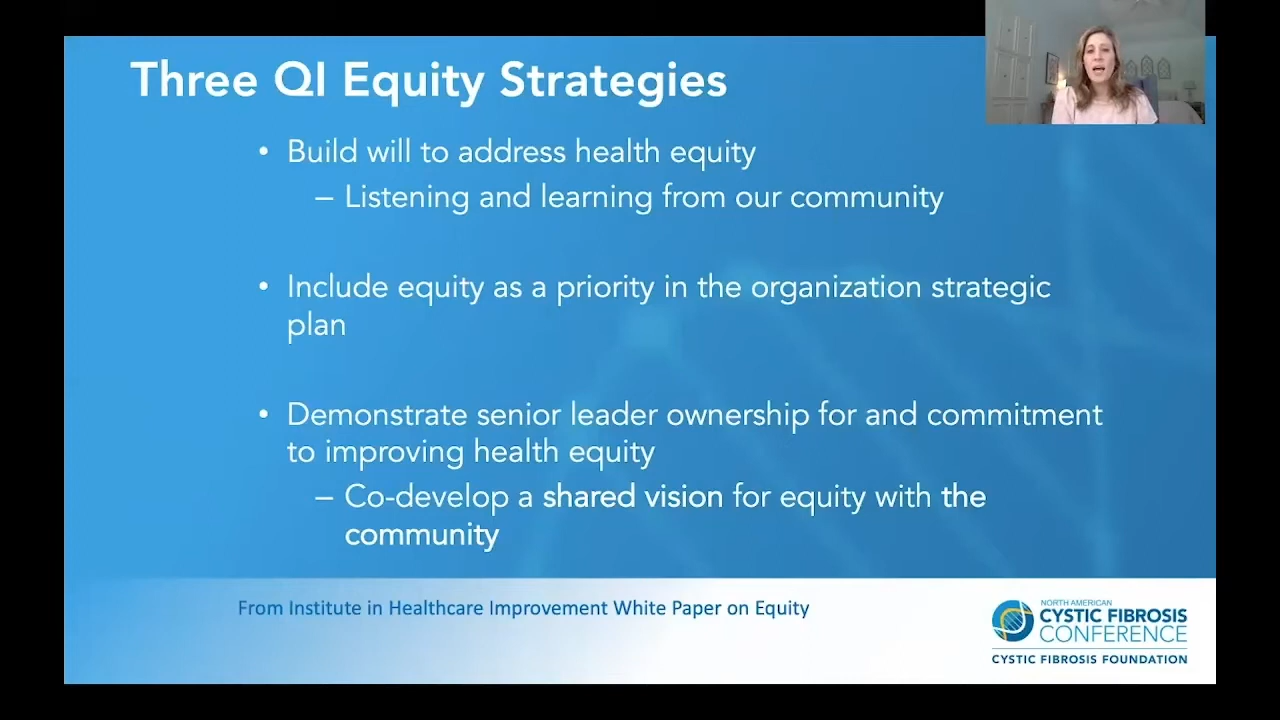 Three QI Equity Strategies
• Build will to address health equity
– Listening and learning from our community
• Include equity as a priority in the organization strategic
plan
• Demonstrate senior leader ownership for and commitment
to improving health equity
– Co-develop a shared vision for equity with the
community
From Institute in Healthcare Improvement White Paper on Equity
NORTH AMERICAN
CYSTIC FIBROSIS
CONFERENCE
CYSTIC FIBROSIS FOUNDATION